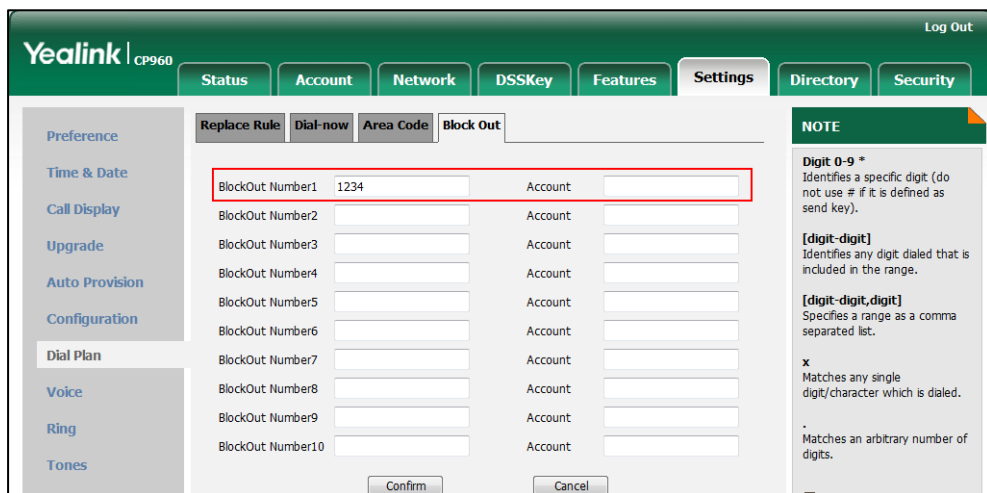 Log Out
Yealink CP960
Status Account Network DSSKey Features Settings Directory Security
Preference
Time & Date
Call Display
Upgrade
Auto Provision
Configuration
Dial Plan
Voice
Ring
Tones
Replace Rule Dial-now Area Code Block Out
BlockOut Number1 1234 Account
BlockOut Number2 Account
BlockOut Number3 Account
BlockOut Number4 Account
BlockOut Number5 Account
BlockOut Number6 Account
BlockOut Number7 Account
BlockOut Number8 Account
BlockOut Number9 Account
BlockOut Number10 Account
Confirm Cancel
NOTE
Digit 0-9 *
Identifies a specific digit (do
not use # if it is defined as
send key).
[digit-digit]
Identifies any digit dialed that is
included in the range.
[digit-digit,digit]
Specifies a range as a comma
separated list.
x
Matches any single
digit/character which is dialed.
.
Matches an arbitrary number of
digits.